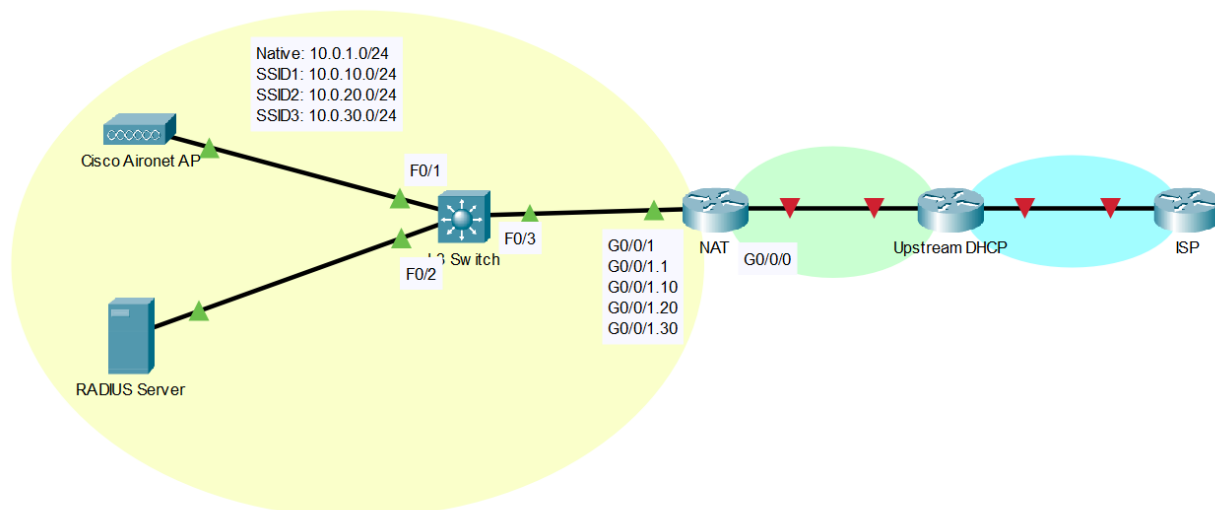 Native: 10.0.1.0/24
SSID1: 10.0.10.0/24
SSID2: 10.0.20.0/24
SSID3: 10.0.30.0/24
Cisco Aironet AP
F0/1
F0/3
Switch
F0/2
RADIUS Server
G0/0/1
G0/0/1.1
G0/0/1.10
G0/0/1.20
G0/0/1.30
NAT
G0/0/0
Upstream DHCP
ISP